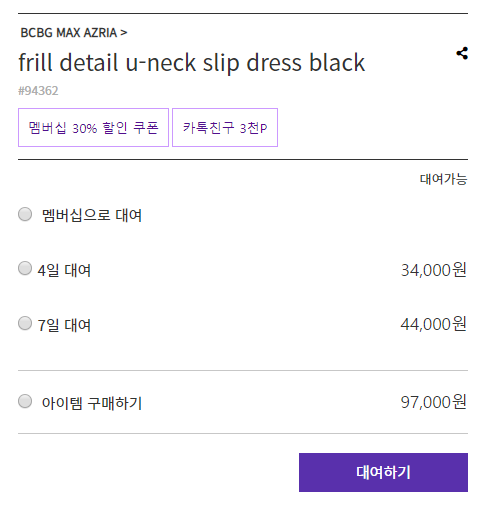 BCBG MAX AZRIA >
frill detail u-neck slip dress black
#94362
멤버십 30% 할인 쿠폰 카톡친구 3천P
대여가능
멤버십으로 대여
4일 대여 34,000원
7일 대여 44,000원
아이템 구매하기 97,000원
대여하기